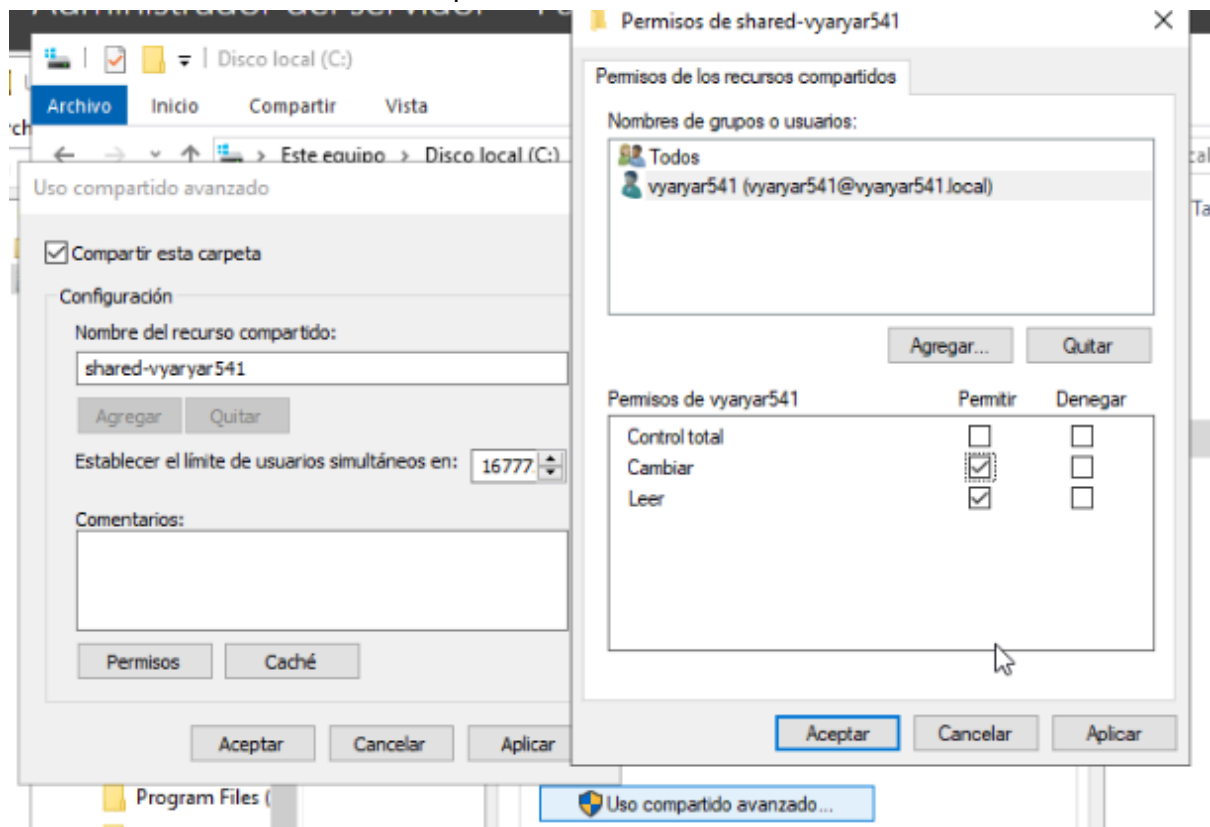 Administrador del servidor
Disco local (C:)
Archivo Inicio Compartir Vista
Este equipo > Disco local (C:)
Uso compartido avanzado
Compartir esta carpeta
Configuración
Nombre del recurso compartido:
shared-vyaryar541
Agregar Quitar
Establecer el límite de usuarios simultáneos en: 16777
Comentarios:
Permisos Caché
Aceptar Cancelar Aplicar
Program Files (
Permisos de shared-vyaryar541
Permisos de los recursos compartidos
Nombres de grupos o usuarios:
Todos
vyaryar541 (vyaryar541@vyaryar541.local)
Agregar... Quitar
Permisos de vyaryar541 Permitir Denegar
Control total
Cambiar
Leer
Aceptar Cancelar Aplicar
Uso compartido avanzado...